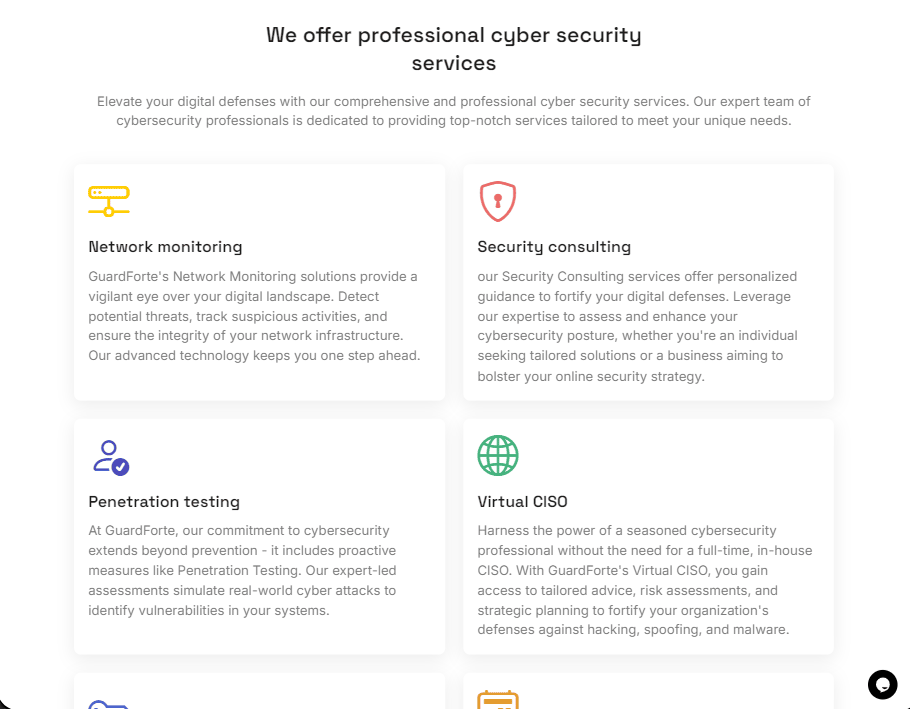 We offer professional cyber security
services
Elevate your digital defenses with our comprehensive and professional cyber security services. Our expert team of
cybersecurity professionals is dedicated to providing top-notch services tailored to meet your unique needs.
Network monitoring
GuardForte's Network Monitoring solutions provide a
vigilant eye over your digital landscape. Detect
potential threats, track suspicious activities, and
ensure the integrity of your network infrastructure.
Our advanced technology keeps you one step ahead.
Security consulting
our Security Consulting services offer personalized
guidance to fortify your digital defenses. Leverage
our expertise to assess and enhance your
cybersecurity posture, whether you're an individual
seeking tailored solutions or a business aiming to
bolster your online security strategy.
Penetration testing
At GuardForte, our commitment to cybersecurity
extends beyond prevention - it includes proactive
measures like Penetration Testing. Our expert-led
assessments simulate real-world cyber attacks to
identify vulnerabilities in your systems.
Virtual CISO
Harness the power of a seasoned cybersecurity
professional without the need for a full-time, in-house
CISO. With GuardForte's Virtual CISO, you gain
access to tailored advice, risk assessments, and
strategic planning to fortify your organization's
defenses against hacking, spoofing, and malware.